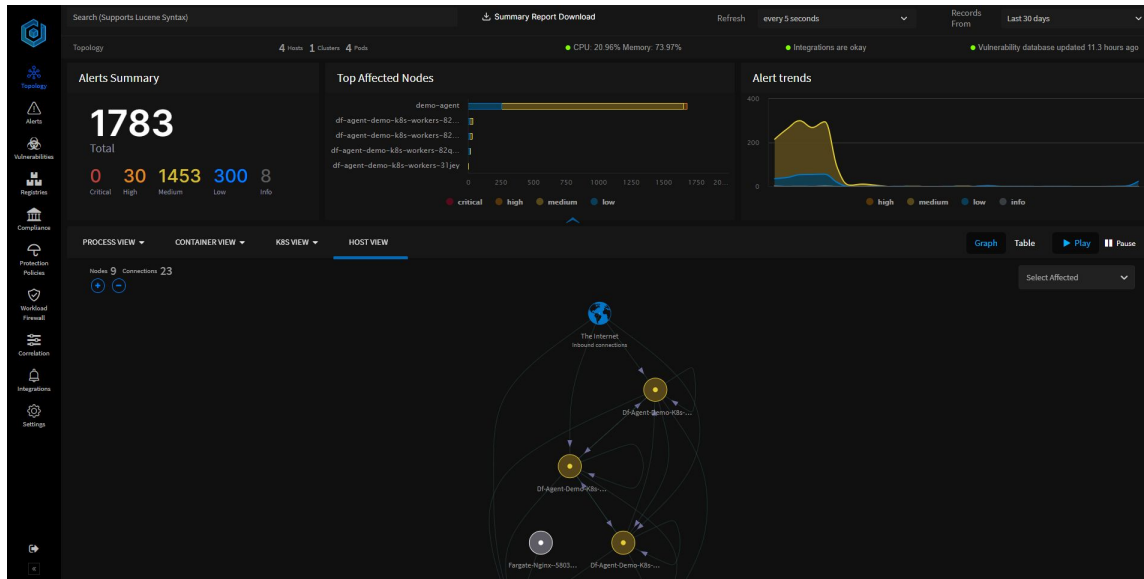 Search (Supports Lucene Syntax)
Summary Report Download
Refresh
every 5 seconds
Records From
Last 30 days
Topology
4 Hosts 1 Clusters 4 Pods
CPU: 20.96% Memory: 73.97%
Integrations are okay
Vulnerability database updated 11.3 hours ago
Topology
Alerts
Vulnerabilities
Registries
Compliance
Protection
Policies
Workload
Firewall
Correlation
Integrations
Settings
Alerts Summary
1783
Total
0 30 1453 300 8
Critical High Medium Low Info
Top Affected Nodes
demo-agent
df-agent-demo-k8s-workers-82...
df-agent-demo-k8s-workers-82...
df-agent-demo-k8s-workers-82q...
df-agent-demo-k8s-workers-31jey
0 250 500 750 1000 1250 1500 1750 20...
critical high medium low
Alert trends
400
200
0
high medium low info
PROCESS VIEW CONTAINER VIEW K8S VIEW HOST VIEW
Graph Table Play Pause
Nodes 9 Connections 23
Select Affected
The Internet
Inbound connections
Df-Agent-Demo-K8s-...
Df-Agent-Demo-K8s-...
Fargate-Nginx--5803... Df-Agent-Demo-K8s-...